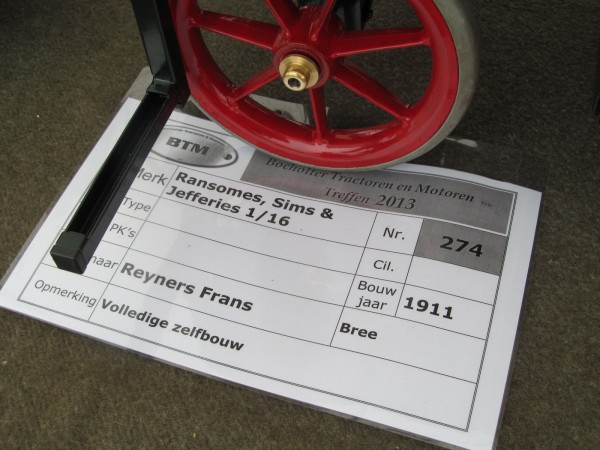 BTM
Bocholter Tractoren en Motoren
Treffen 2013
Merk
Ransomes, Sims &
Jefferies 1/16
Nr.
274
Type
Cil.
PK's
Bouw
jaar
1911
Reyners Frans
Bree
Opmerking
Volledige zelfbouw